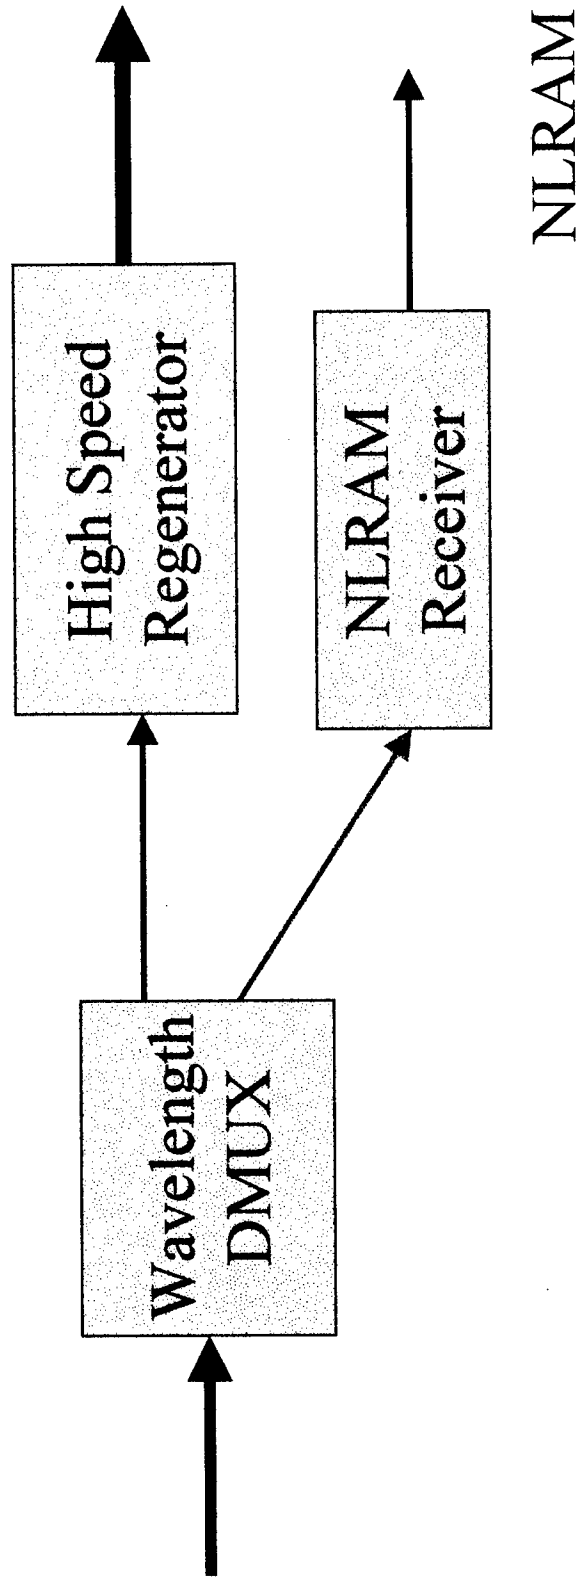 Wavelength
DMUX
High Speed
Regenerator
NLRAM
Receiver
NLRAM